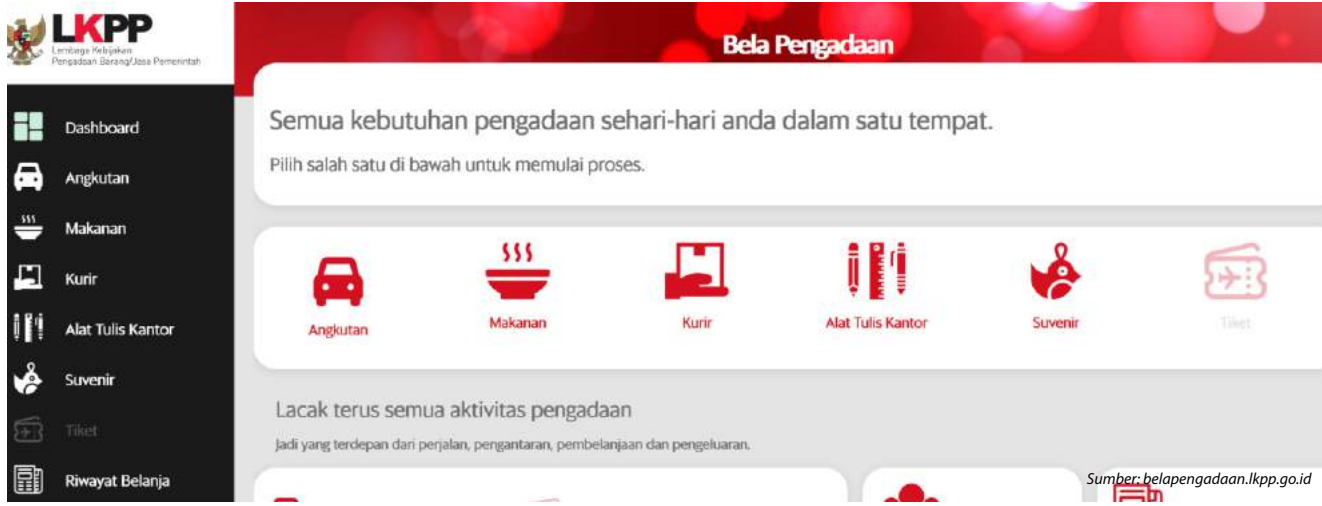 LKPP
Lembaga Kebijakan
Pengadaan Barang/Jasa Pemerintah
Bela Pengadaan
Dashboard
Angkutan
Makanan
Kurir
Alat Tulis Kantor
Suvenir
Tiket
Riwayat Belanja
Semua kebutuhan pengadaan sehari-hari anda dalam satu tempat.
Pilih salah satu di bawah untuk memulai proses.
Angkutan
Makanan
Kurir
Alat Tulis Kantor
Suvenir
Tiket
Lacak terus semua aktivitas pengadaan
Jadi yang terdepan dari perjalan, pengantaran, pembelanjaan dan pengeluaran.
Sumber: belapengadaan.lkpp.go.id